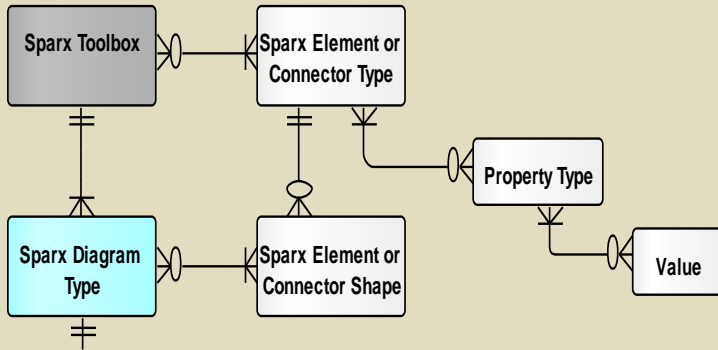 Sparx Toolbox
Sparx Element or
Connector Type
Property Type
Sparx Diagram
Type
Sparx Element or
Connector Shape
Value